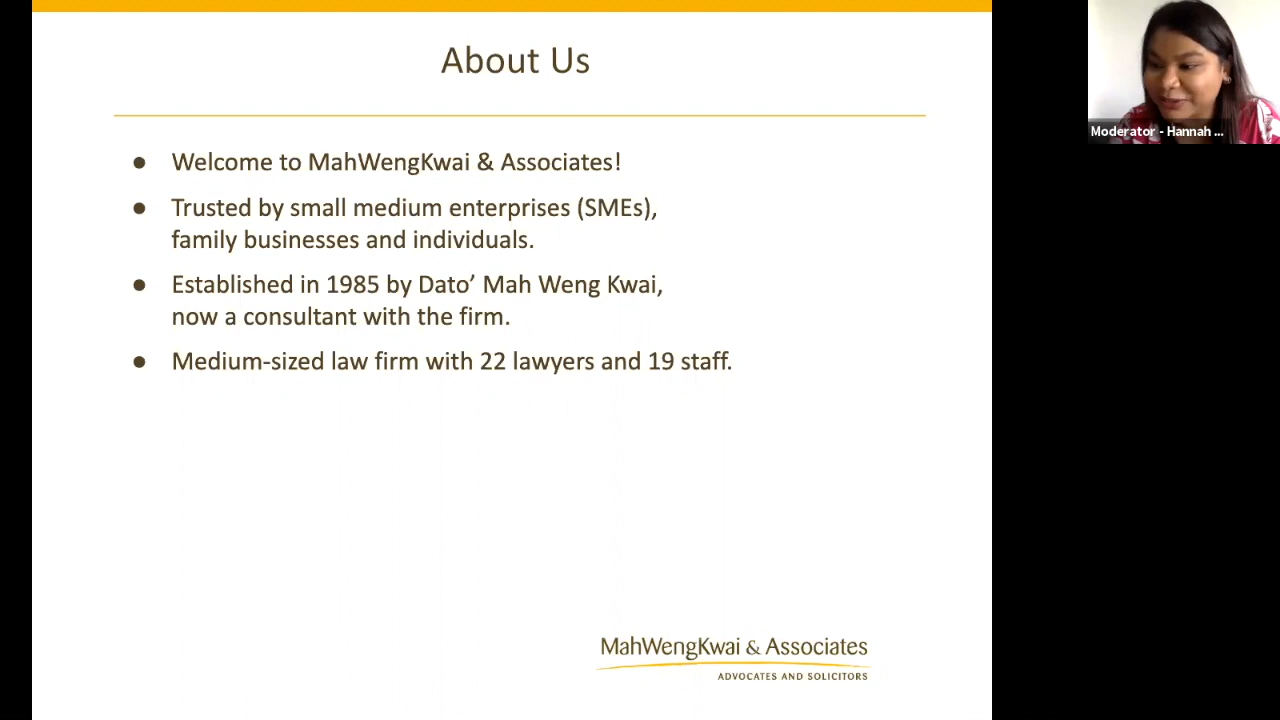 About Us
● Welcome to MahWengKwai & Associates!
● Trusted by small medium enterprises (SMEs),
family businesses and individuals.
● Established in 1985 by Dato’ Mah Weng Kwai,
now a consultant with the firm.
● Medium-sized law firm with 22 lawyers and 19 staff.
MahWengKwai & Associates
ADVOCATES AND SOLICITORS
Moderator - Hannah ...